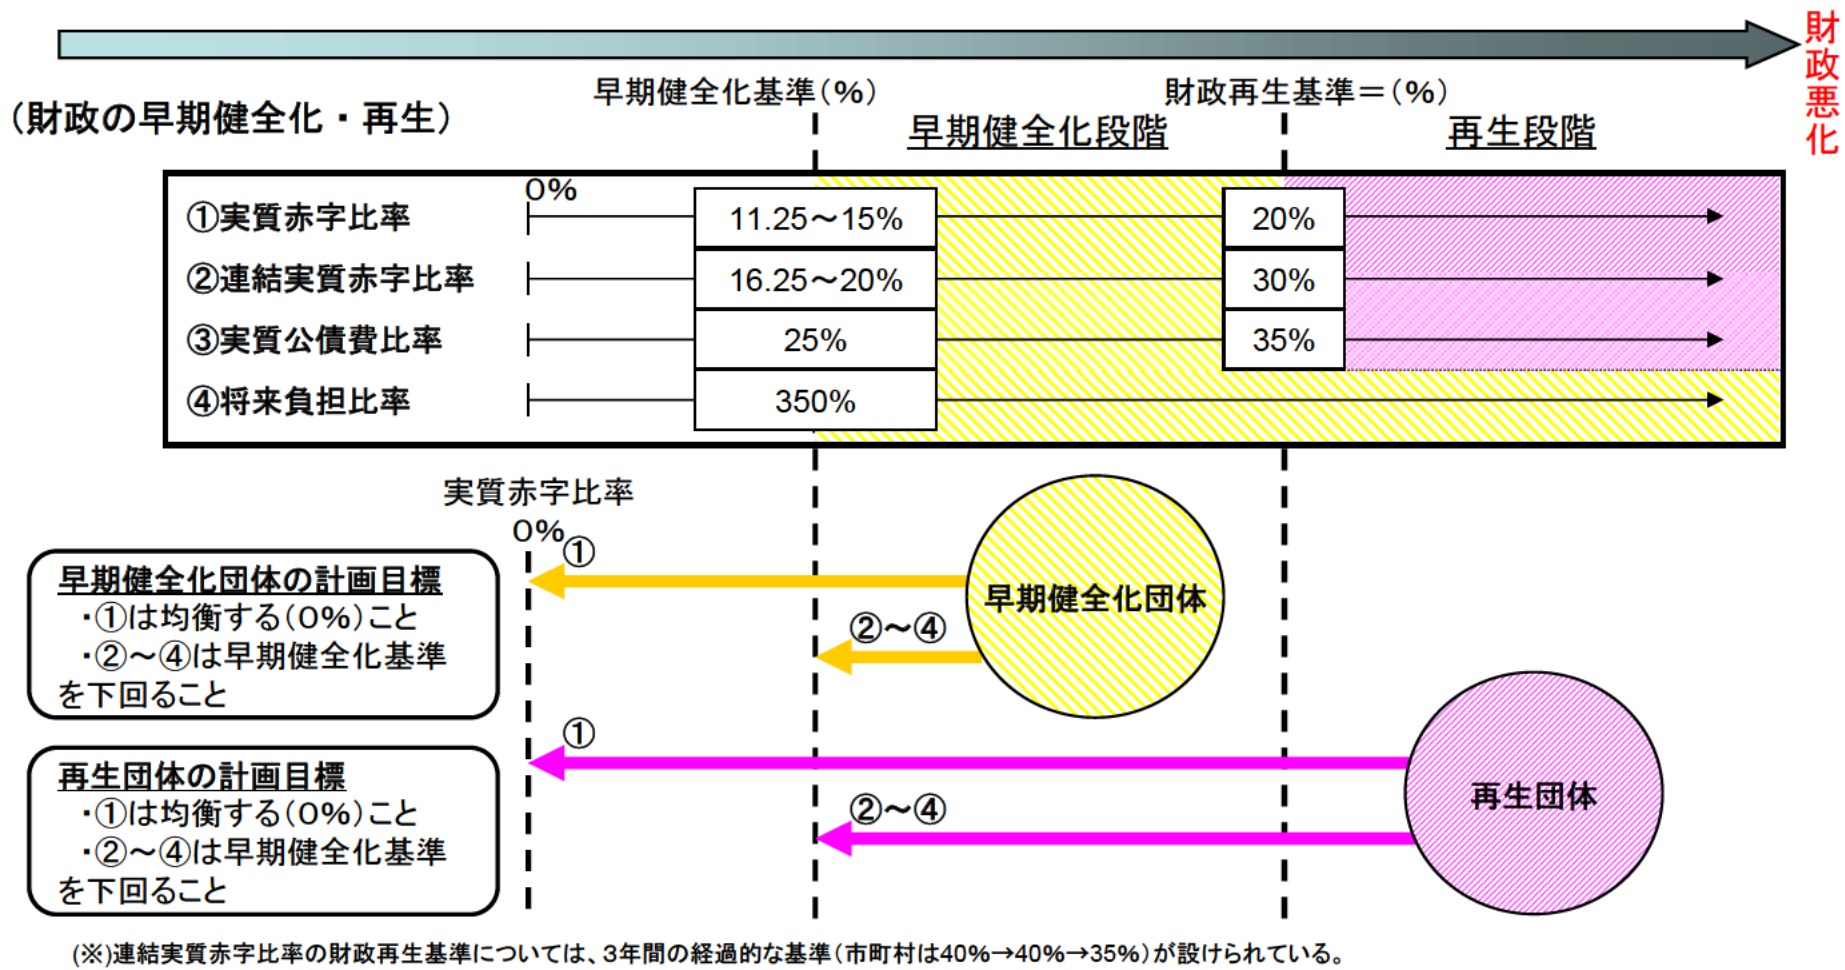 財政悪化
早期健全化基準(%)
財政再生基準＝(%)
(財政の早期健全化・再生)
早期健全化段階
再生段階
0%
①実質赤字比率
11.25～15%
20%
②連結実質赤字比率
16.25～20%
30%
③実質公債費比率
25%
35%
④将来負担比率
350%
実質赤字比率
0%
①
早期健全化団体の計画目標
・①は均衡する(0%)こと
・②～④は早期健全化基準
を下回ること
②～④
早期健全化団体
①
再生団体の計画目標
・①は均衡する(0%)こと
・②～④は早期健全化基準
を下回ること
②～④
再生団体
(※)連結実質赤字比率の財政再生基準については、3年間の経過的な基準(市町村は40%→40%→35%)が設けられている。